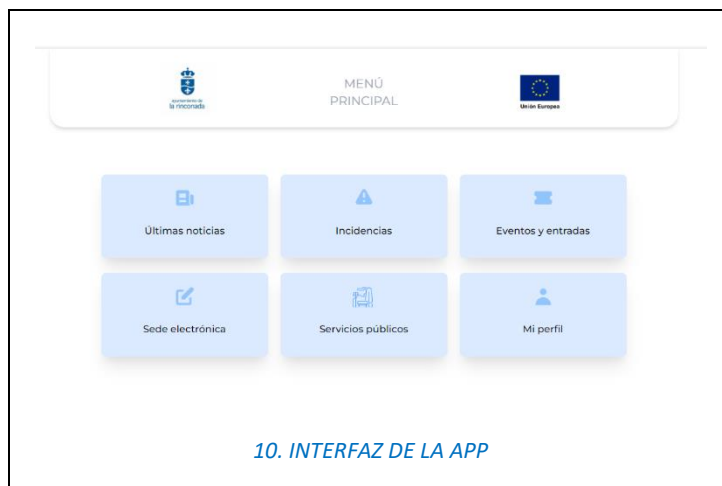 ayuntamiento de
la rinconada
MENÚ
PRINCIPAL
Unión Europea
Últimas noticias
Incidencias
Eventos y entradas
Sede electrónica
Servicios públicos
Mi perfil
10. INTERFAZ DE LA APP